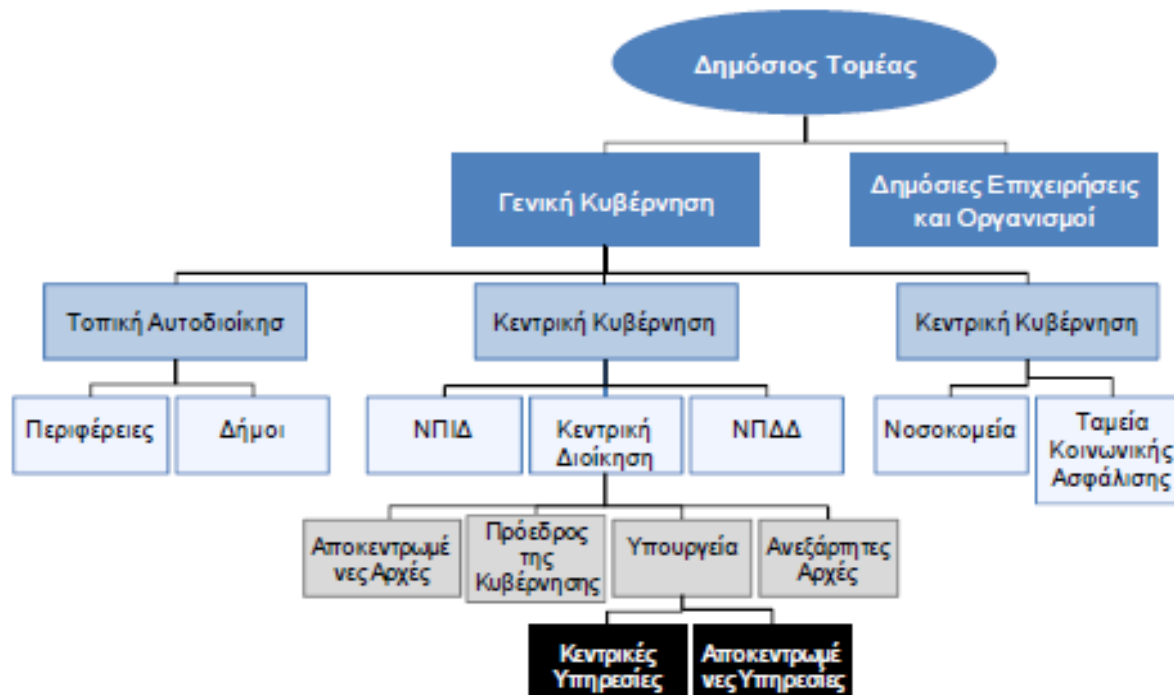 Δημόσιος Τομέας
Γενική Κυβέρνηση
Δημόσιες Επιχειρήσεις
και Οργανισμοί
Τοπική Αυτοδιοίκησ
Κεντρική Κυβέρνηση
Κεντρική Κυβέρνηση
Περιφέρειες
Δήμοι
ΝΠΙΔ
Κεντρική
Διοίκηση
ΝΠΔΔ
Νοσοκομεία
Ταμεία
Κοινωνικής
Ασφάλισης
Αποκεντρωμέ
νες Αρχές
Πρόεδρος
της
Κυβέρνησης
Υπουργεία
Ανεξάρτητες
Αρχές
Κεντρικές
Υπηρεσίες
Αποκεντρωμέ
νες Υπηρεσίες